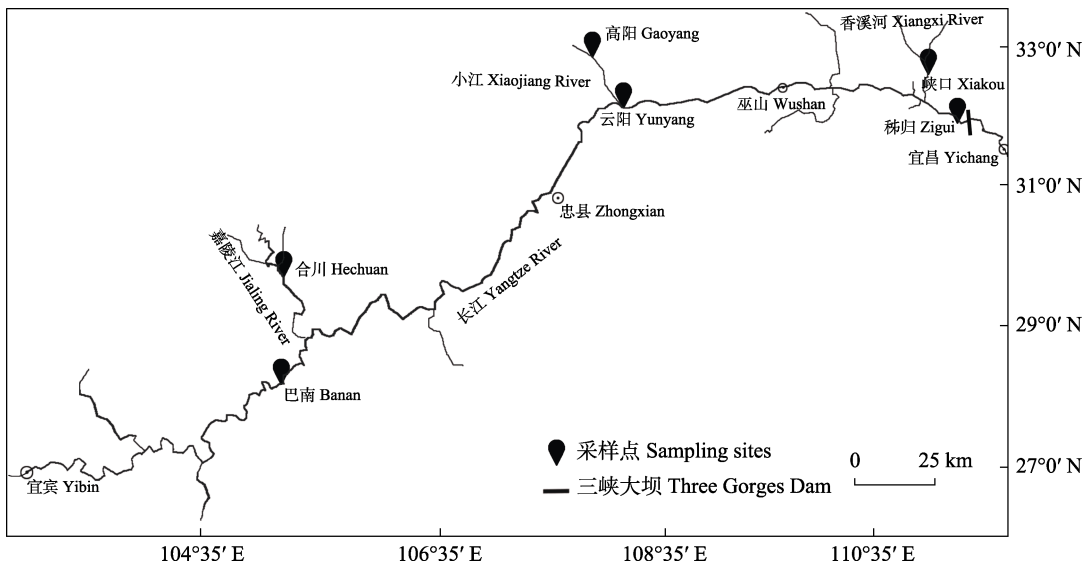 香溪河 Xiangxi River
高阳 Gaoyang
33°0′ N
小江 Xiaojiang River
峡口 Xiakou
巫山 Wushan
云阳 Yunyang
秭归 Zigui
宜昌 Yichang
31°0′ N
忠县 Zhongxian
嘉陵江 Jialing River
合川 Hechuan
长江 Yangtze River
29°0′ N
巴南 Banan
采样点 Sampling sites
0 25 km
27°0′ N
宜宾 Yibin
三峡大坝 Three Gorges Dam
104°35′ E 106°35′ E 108°35′ E 110°35′ E